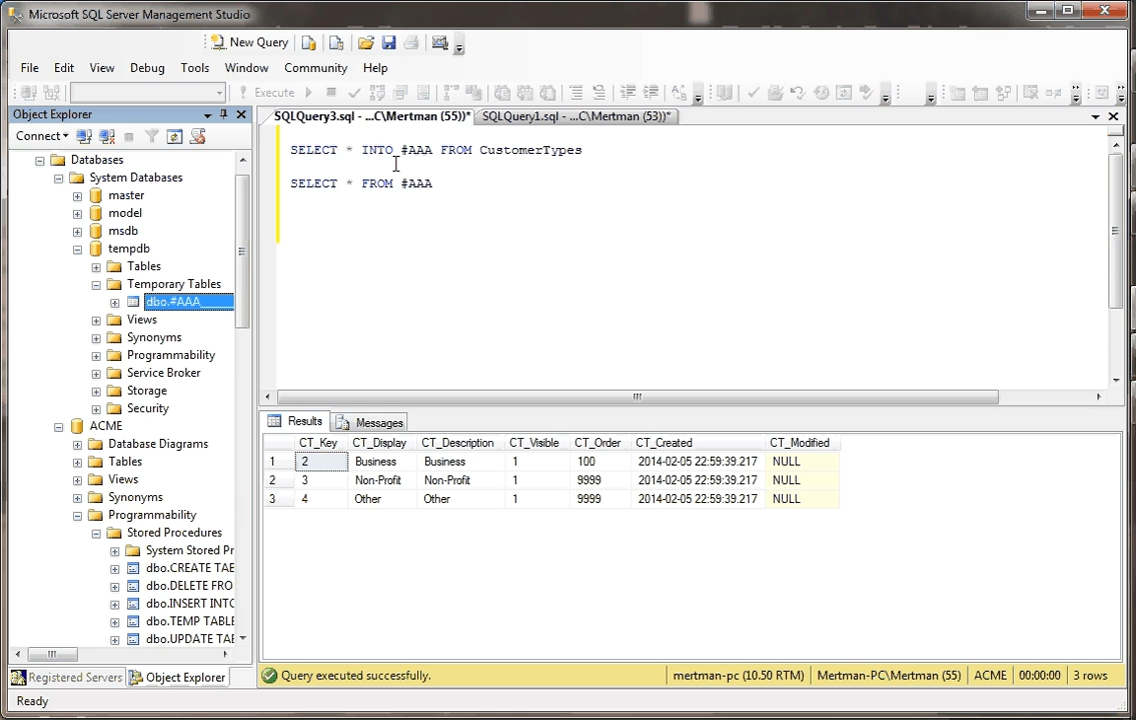 Microsoft SQL Server Management Studio
New Query
File Edit View Debug Tools Window Community Help
Execute
Object Explorer
SQLQuery3.sql - ...C\Mertman (55))* SQLQuery1.sql - ...C\Mertman (53))*
Connect
Databases
System Databases
master
model
msdb
tempdb
Tables
Temporary Tables
dbo.#AAA____
Views
Synonyms
Programmability
Service Broker
Storage
Security
ACME
Database Diagrams
Tables
Views
Synonyms
Programmability
Stored Procedures
System Stored Pr
dbo.CREATE TAB
dbo.DELETE FRO
dbo.INSERT INTO
dbo.TEMP TABLE
dbo.UPDATE TAB
Registered Servers Object Explorer
SELECT * INTO #AAA FROM CustomerTypes
SELECT * FROM #AAA
Results Messages
CT_Key CT_Display CT_Description CT_Visible CT_Order CT_Created CT_Modified
1 2 Business Business 1 100 2014-02-05 22:59:39.217 NULL
2 3 Non-Profit Non-Profit 1 9999 2014-02-05 22:59:39.217 NULL
3 4 Other Other 1 9999 2014-02-05 22:59:39.217 NULL
Query executed successfully. mertman-pc (10.50 RTM) Mertman-PC\Mertman (55) ACME 00:00:00 3 rows
Ready